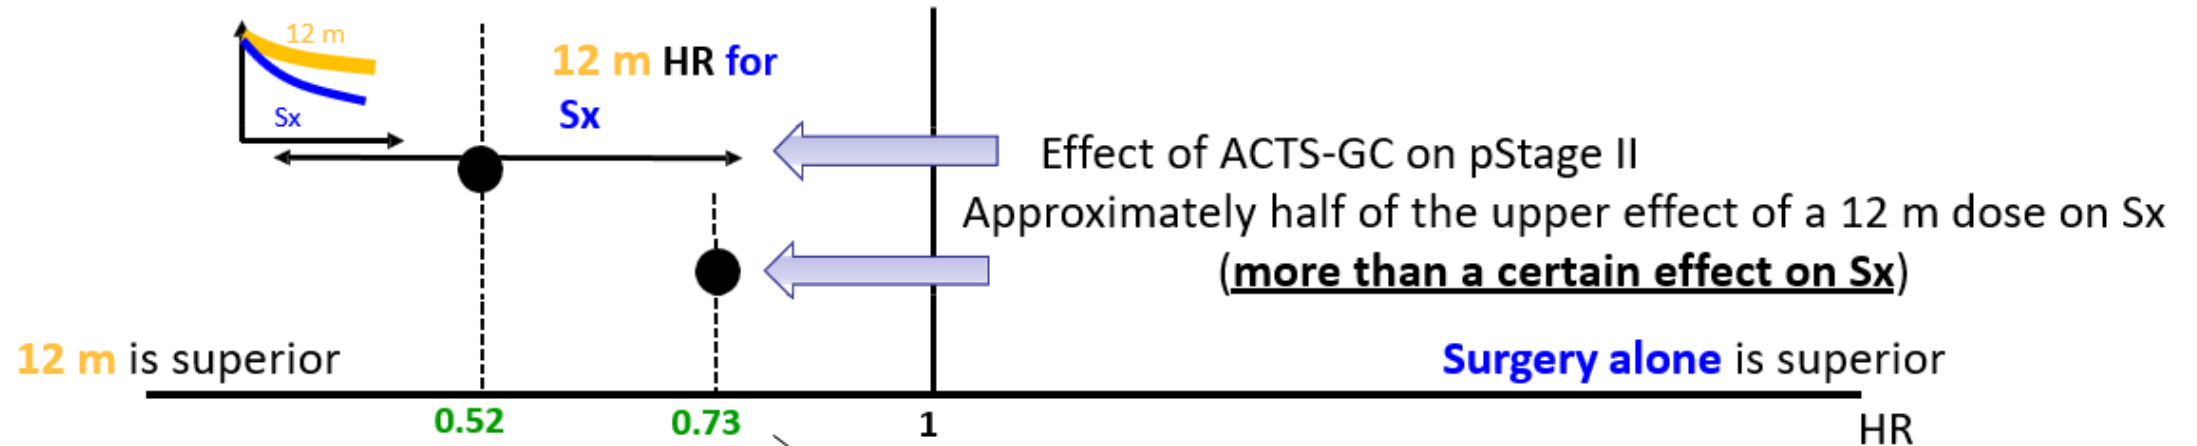 12 m
Sx
12 m HR for
Sx
Effect of ACTS-GC on pStage II
Approximately half of the upper effect of a 12 m dose on Sx
(more than a certain effect on Sx)
12 m is superior
Surgery alone is superior
0.52
0.73
1
HR